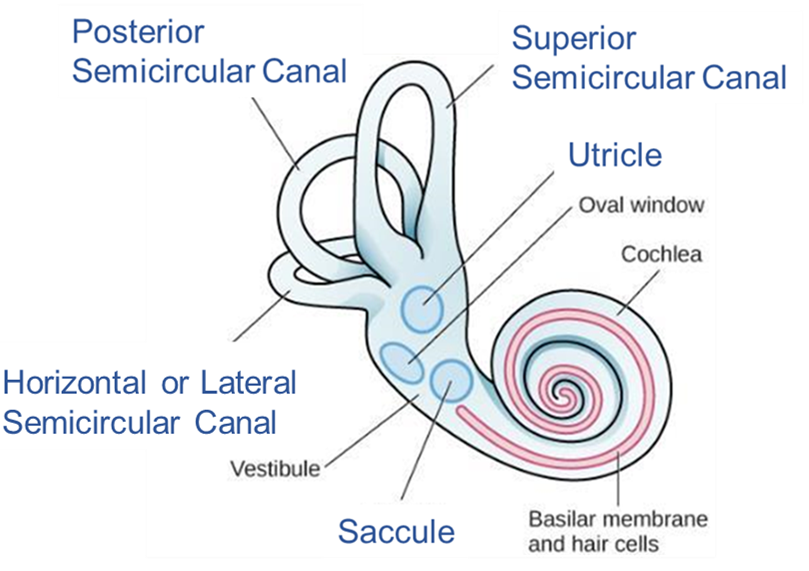 Posterior
Semicircular Canal
Superior
Semicircular Canal
Utricle
Oval window
Cochlea
Horizontal or Lateral
Semicircular Canal
Vestibule
Saccule
Basilar membrane
and hair cells